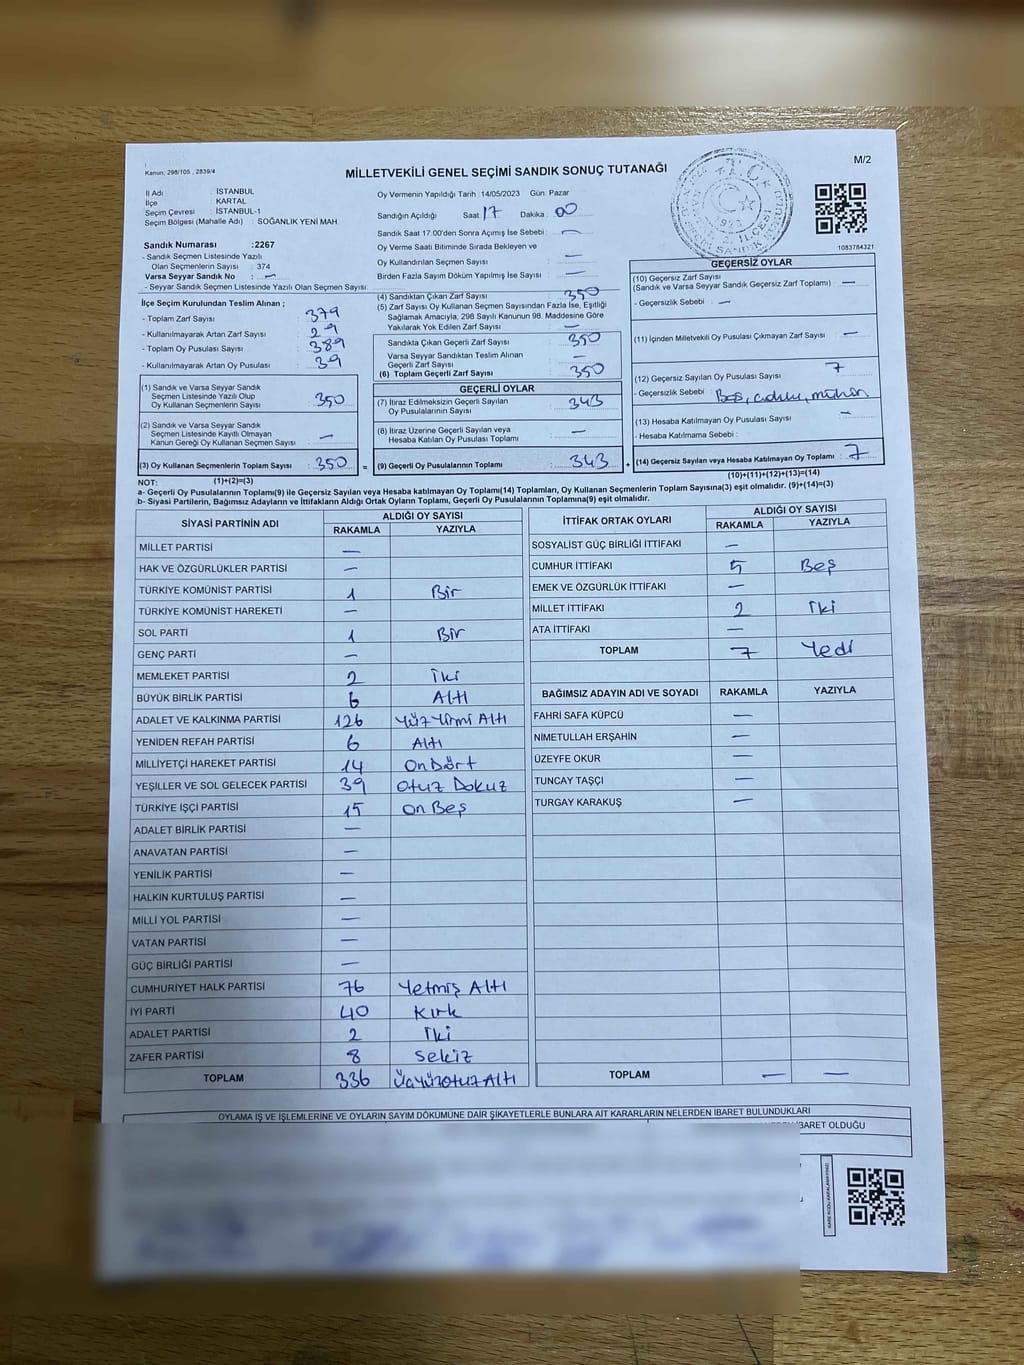 Kanun; 298/105 , 2839/4
MİLLETVEKİLİ GENEL SEÇİMİ SANDIK SONUÇ TUTANAĞI
M/2
İl Adı : İSTANBUL
İlçe : KARTAL
Seçim Çevresi : İSTANBUL-1
Seçim Bölgesi (Mahalle Adı) : SOĞANLIK YENİ MAH.
Sandık Numarası :2267
- Sandık Seçmen Listesinde Yazılı
Olan Seçmenlerin Sayısı : 374
Varsa Seyyar Sandık No : —
- Seyyar Sandık Seçmen Listesinde Yazılı Olan Seçmen Sayısı:
Oy Vermenin Yapıldığı Tarih :14/05/2023 Gün: Pazar
Sandığın Açıldığı Saat 17 Dakika : 00
Sandık Saat 17:00'den Sonra Açımış İse Sebebi: —
Oy Verme Saati Bitiminde Sırada Bekleyen ve
Oy Kullandırılan Seçmen Sayısı : —
Birden Fazla Sayım Döküm Yapılmış İse Sayısı : —
1083784321
İlçe Seçim Kurulundan Teslim Alınan ;
- Toplam Zarf Sayısı : 379
- Kullanılmayarak Artan Zarf Sayısı : 29
- Toplam Oy Pusulası Sayısı : 389
- Kullanılmayarak Artan Oy Pusulası : 39
(1) Sandık ve Varsa Seyyar Sandık
Seçmen Listesinde Yazılı Olup
Oy Kullanan Seçmenlerin Sayısı : 350
(2) Sandık ve Varsa Seyyar Sandık
Seçmen Listesinde Kayıtlı Olmayan
Kanun Gereği Oy Kullanan Seçmen Sayısı : —
(3) Oy Kullanan Seçmenlerin Toplam Sayısı : 350 =
(4) Sandıktan Çıkan Zarf Sayısı : 350
(5) Zarf Sayısı Oy Kullanan Seçmen Sayısından Fazla İse, Eşitliği
Sağlamak Amacıyla, 298 Sayılı Kanunun 98. Maddesine Göre
Yakılarak Yok Edilen Zarf Sayısı : —
Sandıkta Çıkan Geçerli Zarf Sayısı : 350
Varsa Seyyar Sandıktan Teslim Alınan
Geçerli Zarf Sayısı : —
(6) Toplam Geçerli Zarf Sayısı : 350
GEÇERLİ OYLAR
(7) İtiraz Edilmeksizin Geçerli Sayılan
Oy Pusulalarının Sayısı : 343
(8) İtiraz Üzerine Geçerli Sayılan veya
Hesaba Katılan Oy Pusulası Toplamı : —
(9) Geçerli Oy Pusulalarının Toplamı : 343 +
GEÇERSİZ OYLAR
(10) Geçersiz Zarf Sayısı
(Sandık ve Varsa Seyyar Sandık Geçersiz Zarf Toplamı) : —
- Geçersizlik Sebebi : —
(11) İçinden Milletvekili Oy Pusulası Çıkmayan Zarf Sayısı : —
(12) Geçersiz Sayılan Oy Pusulası Sayısı : 7
- Geçersizlik Sebebi :
(13) Hesaba Katılmayan Oy Pusulası Sayısı : —
- Hesaba Katılmama Sebebi :
(14) Geçersiz Sayılan veya Hesaba Katılmayan Oy Toplamı : 7
NOT: (1)+(2)=(3)
(10)+(11)+(12)+(13)=(14)
a- Geçerli Oy Pusulalarının Toplamı(9) ile Geçersiz Sayılan veya Hesaba katılmayan Oy Toplamı(14) Toplamları, Oy Kullanan Seçmenlerin Toplam Sayısına(3) eşit olmalıdır. (9)+(14)=(3)
b- Siyasi Partilerin, Bağımsız Adayların ve İttifakların Aldığı Ortak Oyların Toplamı, Geçerli Oy Pusulalarının Toplamına(9) eşit olmalıdır.
SİYASİ PARTİNİN ADI ALDIĞI OY SAYISI
RAKAMLA YAZIYLA
MİLLET PARTİSİ —
HAK VE ÖZGÜRLÜKLER PARTİSİ —
TÜRKİYE KOMÜNİST PARTİSİ 1 Bir
TÜRKİYE KOMÜNİST HAREKETİ —
SOL PARTİ 1 Bir
GENÇ PARTİ —
MEMLEKET PARTİSİ 2 İki
BÜYÜK BİRLİK PARTİSİ 6 Altı
ADALET VE KALKINMA PARTİSİ 126 Yüz Yirmi Altı
YENİDEN REFAH PARTİSİ 6 Altı
MİLLİYETÇİ HAREKET PARTİSİ 14 On Dört
YEŞİLLER VE SOL GELECEK PARTİSİ 39 Otuz Dokuz
TÜRKİYE İŞÇİ PARTİSİ 15 On Beş
ADALET BİRLİK PARTİSİ —
ANAVATAN PARTİSİ —
YENİLİK PARTİSİ —
HALKIN KURTULUŞ PARTİSİ —
MİLLİ YOL PARTİSİ —
VATAN PARTİSİ —
GÜÇ BİRLİĞİ PARTİSİ —
CUMHURİYET HALK PARTİSİ 76 Yetmiş Altı
İYİ PARTİ 40 Kırk
ADALET PARTİSİ 2 İki
ZAFER PARTİSİ 8 Sekiz
TOPLAM 336 Üçyüzotuz Altı
İTTİFAK ORTAK OYLARI ALDIĞI OY SAYISI
RAKAMLA YAZIYLA
SOSYALİST GÜÇ BİRLİĞİ İTTİFAKI —
CUMHUR İTTİFAKI 5 Beş
EMEK VE ÖZGÜRLÜK İTTİFAKI —
MİLLET İTTİFAKI 2 İki
ATA İTTİFAKI —
TOPLAM 7 Yedi
BAĞIMSIZ ADAYIN ADI VE SOYADI RAKAMLA YAZIYLA
FAHRİ SAFA KÜPCÜ —
NİMETULLAH ERŞAHİN —
ÜZEYFE OKUR —
TUNCAY TAŞÇI —
TURGAY KARAKUŞ —
TOPLAM — —
OYLAMA İŞ VE İŞLEMLERİNE VE OYLARIN SAYIM DÖKÜMÜNE DAİR ŞİKAYETLERLE BUNLARA AİT KARARLARIN NELERDEN İBARET BULUNDUKLARI
İBARET OLDUĞU